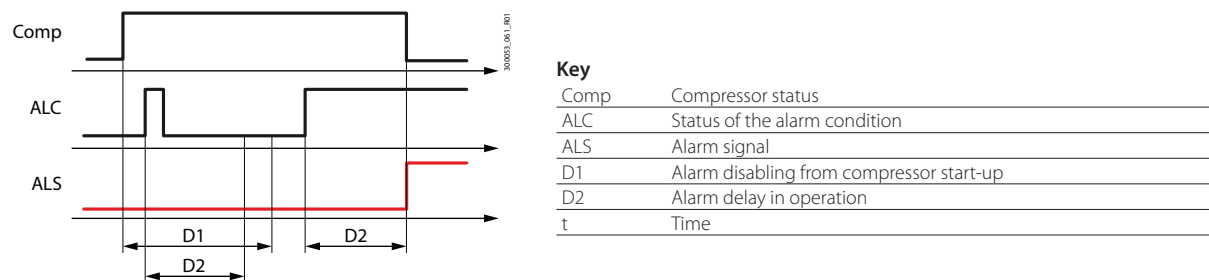 Comp
ALC
ALS
D1
D2
D2
300053_061_R01
Key
Comp Compressor status
ALC Status of the alarm condition
ALS Alarm signal
D1 Alarm disabling from compressor start-up
D2 Alarm delay in operation
t Time